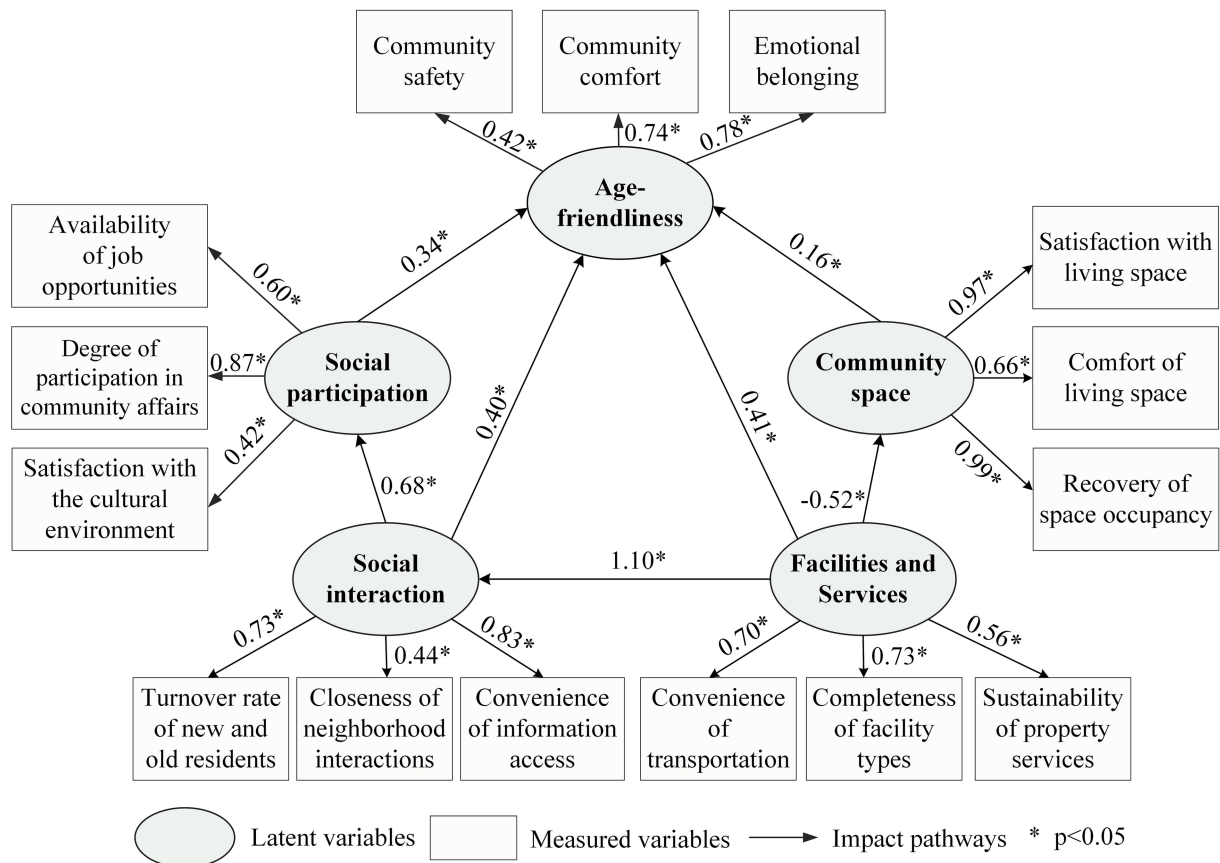 Community
safety
Community
comfort
Emotional
belonging
0.42*
0.74*
0.78*
Age-
friendliness
Availability
of job
opportunities
Degree of
participation in
community affairs
Satisfaction with
the cultural
environment
0.60*
0.87*
0.42*
Social
participation
0.34*
0.40*
0.41*
0.16*
Community
space
0.97*
0.66*
0.99*
Satisfaction with
living space
Comfort of
living space
Recovery of
space occupancy
0.68*
-0.52*
Social
interaction
1.10*
Facilities and
Services
0.73*
0.44*
0.83*
0.70*
0.73*
0.56*
Turnover rate
of new and
old residents
Closeness of
neighborhood
interactions
Convenience
of information
access
Convenience
of
transportation
Completeness
of facility
types
Sustainability
of property
services
Latent variables
Measured variables
Impact pathways
* p<0.05